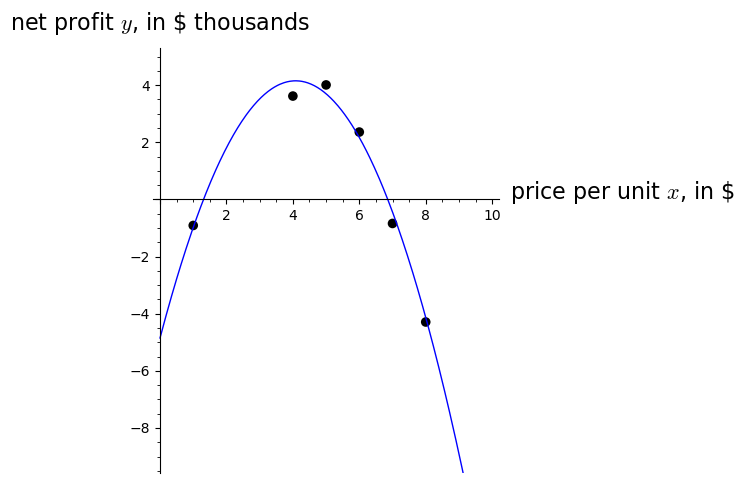 net profit y, in $ thousands
4
2
price per unit x, in $
2 4 6 8 10
−2
−4
−6
−8